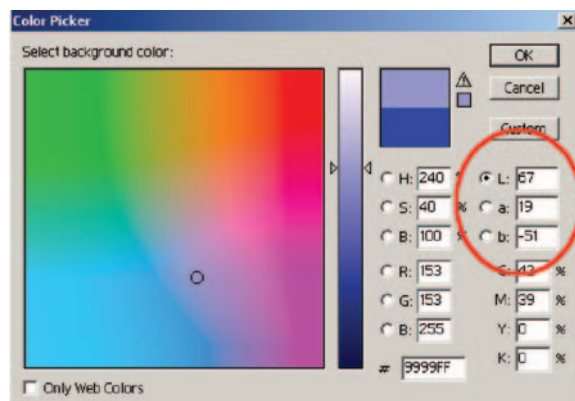 Color Picker
Select background color:
OK
Cancel
Custom
H: 240 °
S: 40 %
B: 100 %
R: 153
G: 153
B: 255
# 9999FF
L: 67
a: 19
b: -51
C: 42 %
M: 39 %
Y: 0 %
K: 0 %
Only Web Colors